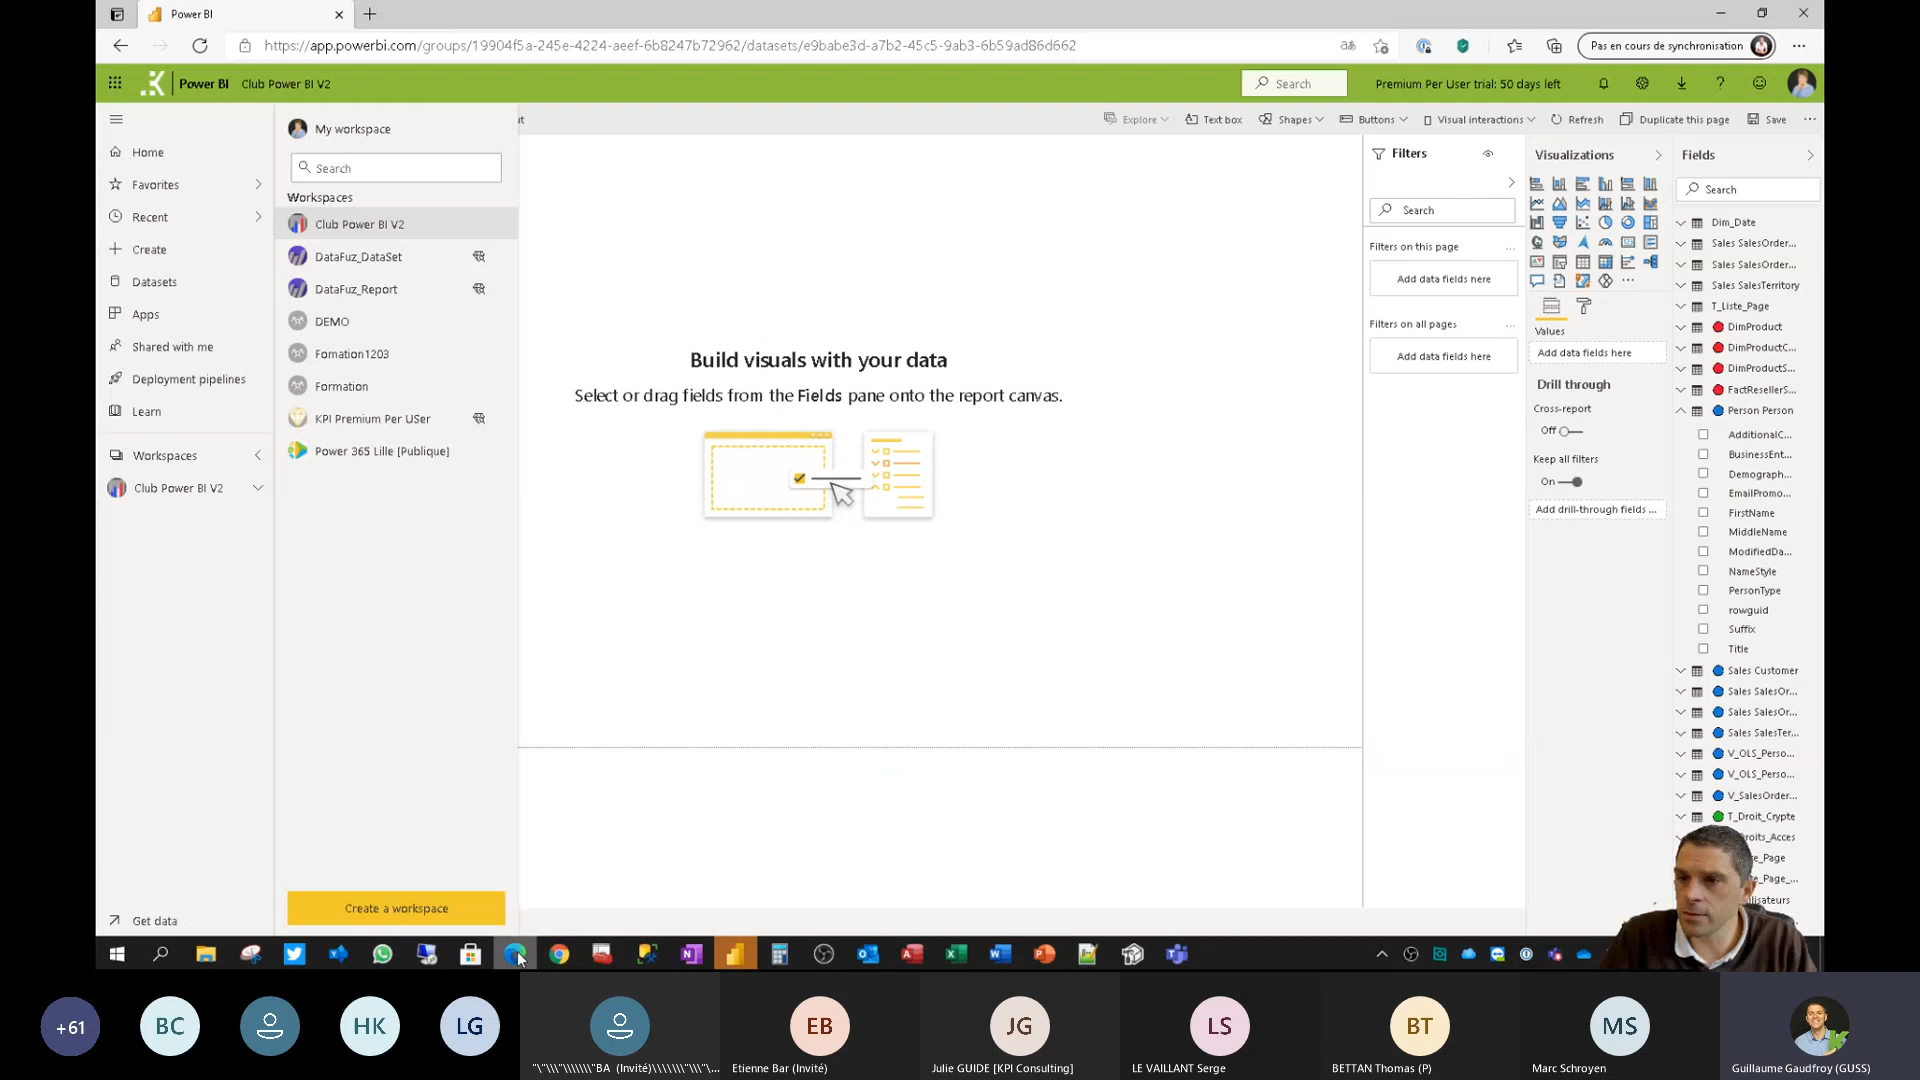 Power BI
https://app.powerbi.com/groups/19904f5a-245e-4224-aeef-6b8247b72962/datasets/e9babe3d-a7b2-45c5-9ab3-6b59ad86d662
Pas en cours de synchronisation
Power BI
Club Power BI V2
Search
Premium Per User trial: 50 days left
Explore
Text box
Shapes
Buttons
Visual interactions
Refresh
Duplicate this page
Save
Home
Favorites
Recent
Create
Datasets
Apps
Shared with me
Deployment pipelines
Learn
Workspaces
Club Power BI V2
Get data
My workspace
Search
Workspaces
Club Power BI V2
DataFuz_DataSet
DataFuz_Report
DEMO
Fomation1203
Formation
KPI Premium Per USer
Power 365 Lille [Publique]
Create a workspace
Build visuals with your data
Select or drag fields from the Fields pane onto the report canvas.
Filters
Search
Filters on this page
Add data fields here
Filters on all pages
Add data fields here
Visualizations
Values
Add data fields here
Drill through
Cross-report
Off
Keep all filters
On
Add drill-through fields ...
Fields
Search
Dim_Date
Sales SalesOrder...
Sales SalesOrder...
Sales SalesTerritory
T_Liste_Page
DimProduct
DimProductC...
DimProductS...
FactResellerS...
Person Person
AdditionalC...
BusinessEnt...
Demograph...
EmailPromo...
FirstName
MiddleName
ModifiedDa...
NameStyle
PersonType
rowguid
Suffix
Title
Sales Customer
Sales SalesOr...
Sales SalesOr...
Sales SalesTer...
V_OLS_Perso...
V_OLS_Perso...
V_SalesOrder...
T_Droit_Crypte
+61
BC
HK
LG
EB
JG
LS
BT
MS
"\"\\\"\\\\\\\"BA (Invité)\\\\\\\"\\\"\...
Etienne Bar (Invité)
Julie GUIDE [KPI Consulting]
LE VAILLANT Serge
BETTAN Thomas (P)
Marc Schroyen
Guillaume Gaudfroy (GUSS)